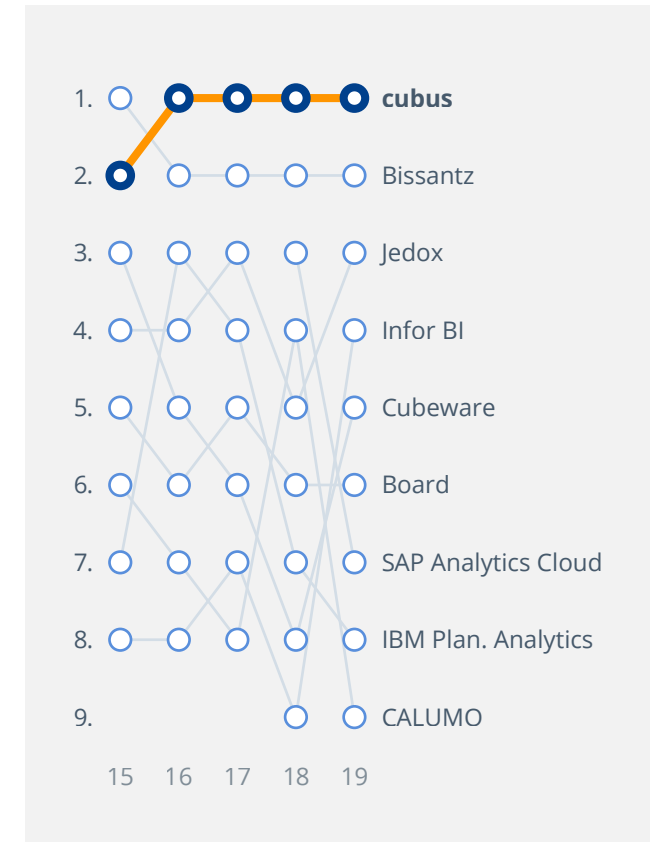 1. cubus
2. Bissantz
3. Jedox
4. Infor BI
5. Cubeware
6. Board
7. SAP Analytics Cloud
8. IBM Plan. Analytics
9. CALUMO
15 16 17 18 19